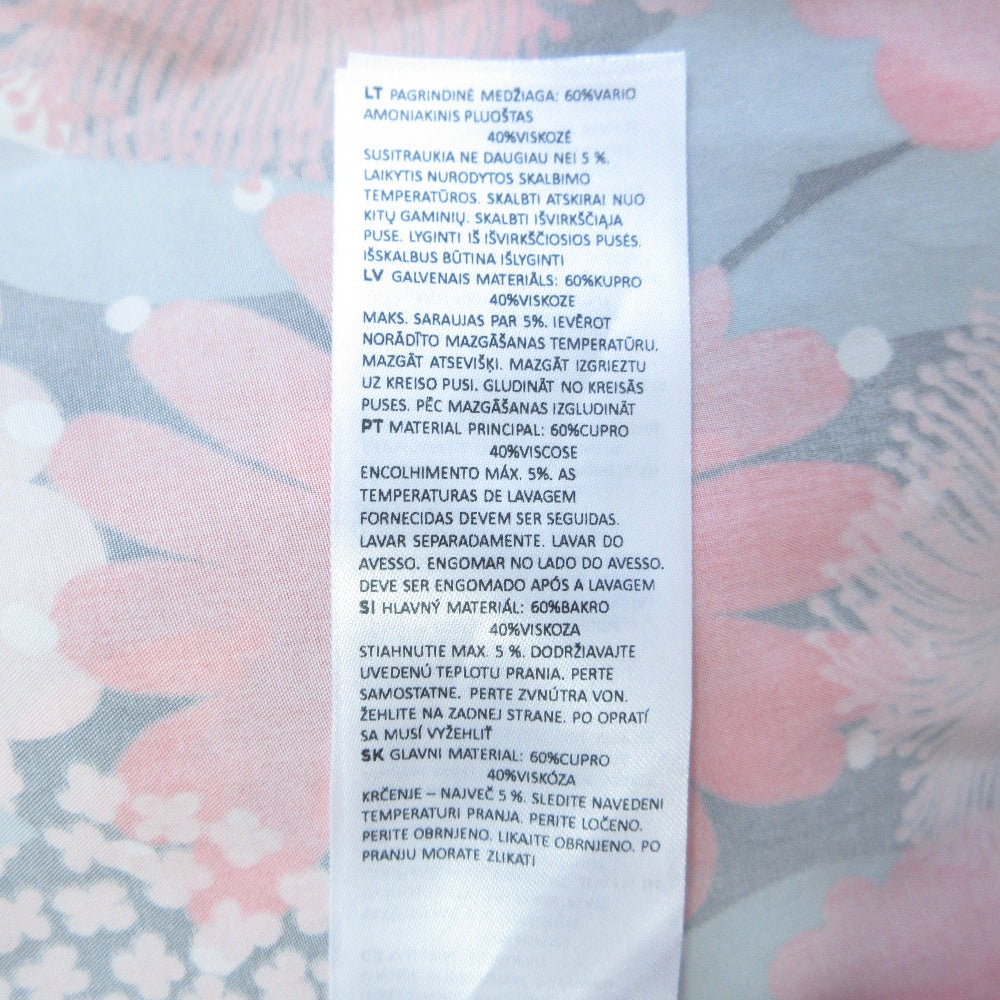 LT PAGRINDINĖ MEDŽIAGA: 60%VARIO
AMONIAKINIS PLUOŠTAS
40%VISKOZĖ
SUSITRAUKIA NE DAUGIAU NEI 5 %.
LAIKYTIS NURODYTOS SKALBIMO
TEMPERATŪROS. SKALBTI ATSKIRAI NUO
KITŲ GAMINIŲ. SKALBTI IŠVIRKŠČIĄJA
PUSE. LYGINTI IŠ IŠVIRKŠČIOSIOS PUSĖS.
IŠSKALBUS BŪTINA IŠLYGINTI
LV GALVENAIS MATERIĀLS: 60%KUPRO
40%VISKOZE
MAKS. SARAUJAS PAR 5%. IEVĒROT
NORĀDĪTO MAZGĀŠANAS TEMPERATŪRU.
MAZGĀT ATSEVIŠĶI. MAZGĀT IZGRIEZTU
UZ KREISO PUSI. GLUDINĀT NO KREISĀS
PUSES. PĒC MAZGĀŠANAS IZGLUDINĀT
PT MATERIAL PRINCIPAL: 60%CUPRO
40%VISCOSE
ENCOLHIMENTO MÁX. 5%. AS
TEMPERATURAS DE LAVAGEM
FORNECIDAS DEVEM SER SEGUIDAS.
LAVAR SEPARADAMENTE. LAVAR DO
AVESSO. ENGOMAR NO LADO DO AVESSO.
DEVE SER ENGOMADO APÓS A LAVAGEM
SI HLAVNÝ MATERIÁL: 60%BAKRO
40%VISKOZA
STIAHNUTIE MAX. 5 %. DODRŽIAVAJTE
UVEDENÚ TEPLOTU PRANIA. PERTE
SAMOSTATNE. PERTE ZVNÚTRA VON.
ŽEHLITE NA ZADNEJ STRANE. PO OPRATÍ
SA MUSÍ VYŽEHLIŤ
SK GLAVNI MATERIAL: 60%CUPRO
40%VISKÓZA
KRČENJE – NAJVEČ 5 %. SLEDITE NAVEDENI
TEMPERATURI PRANJA. PERITE LOČENO.
PERITE OBRNJENO. LIKAJTE OBRNJENO. PO
PRANJU MORATE ZLIKATI